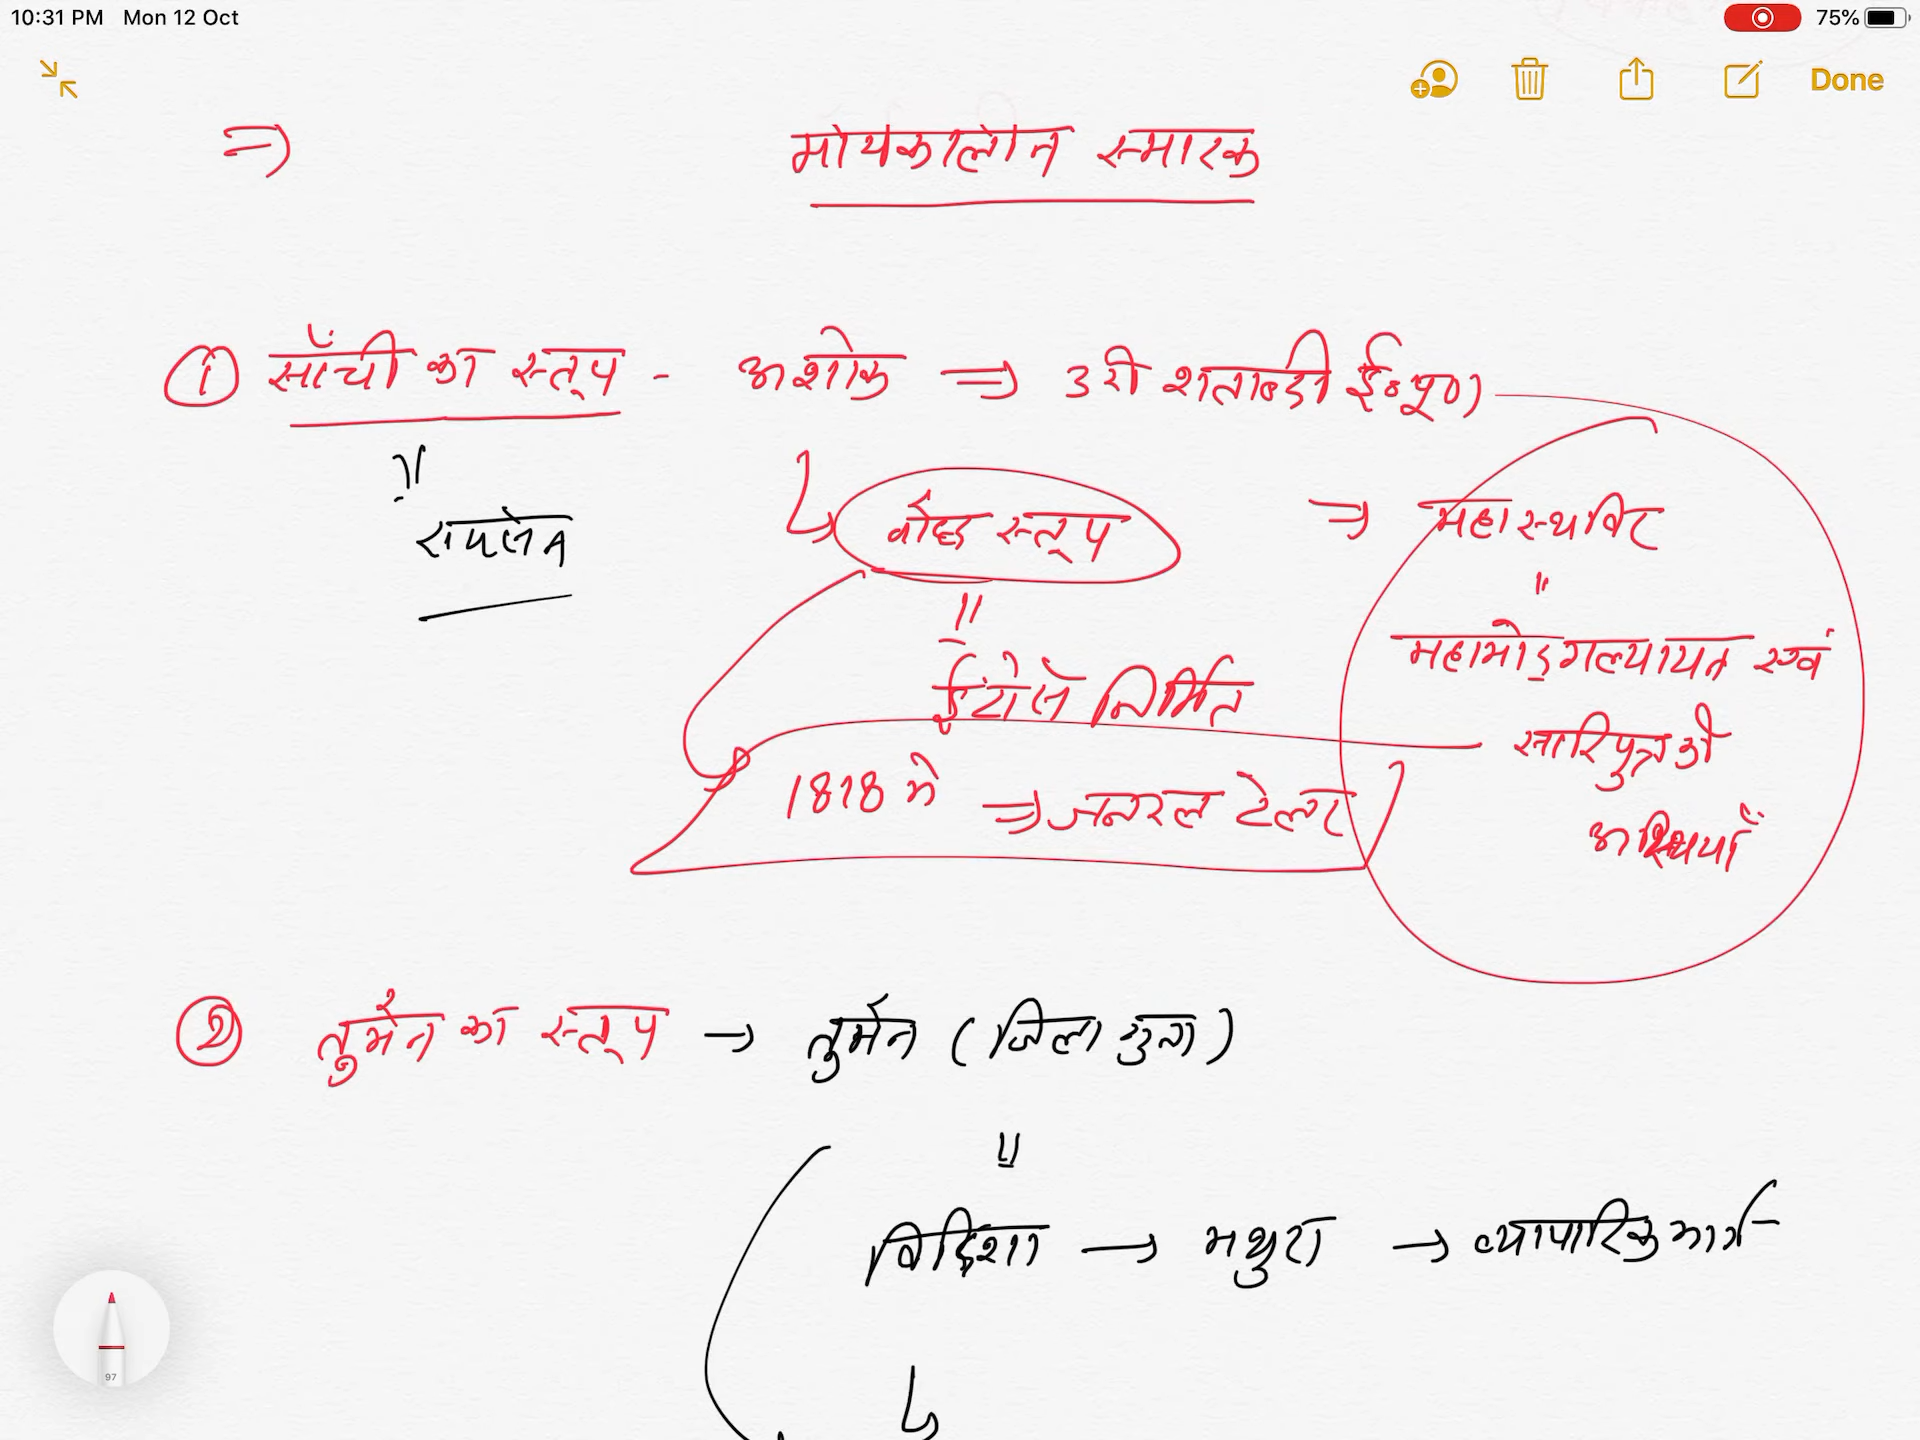 10:31 PM Mon 12 Oct 75%
Done
⇒ मौर्यकालीन स्मारक
① साँची का स्तूप - अशोक ⇒ 3री शताब्दी ई०पू०)
रायसेन
बौद्ध स्तूप ⇒ महास्थविर
ईंटो से निर्मित
महामोड्गल्यायन एवं
सारिपुत्र की
अस्थियाँ
1818 में ⇒ जनरल टेलर
② तुमैन का स्तूप → तुमैन (जिला गुना)
विदिशा → मथुरा → व्यापारिक मार्ग
97